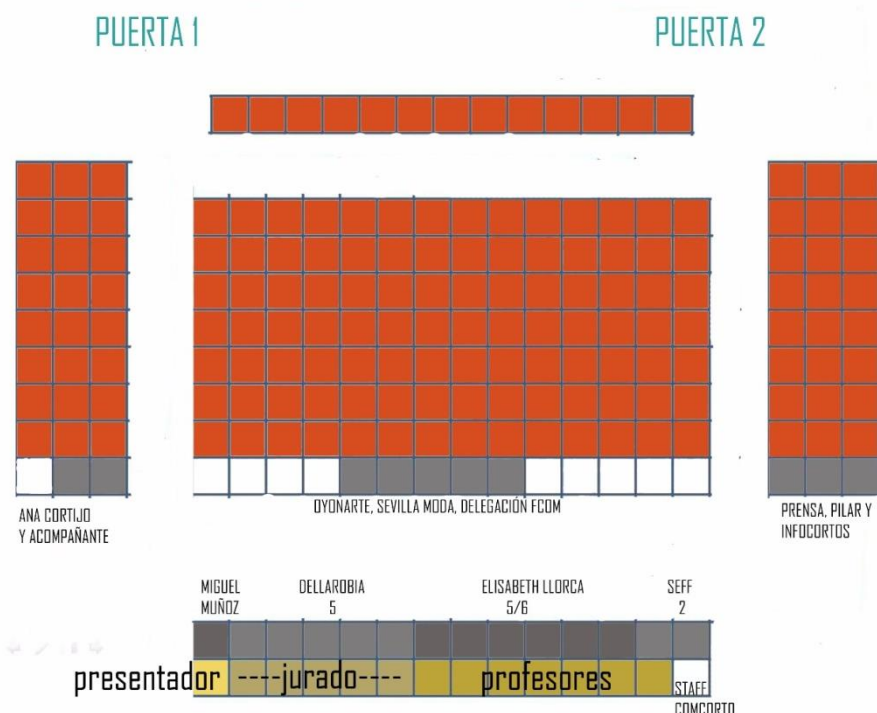 PUERTA 1
PUERTA 2
ANA CORTIJO
Y ACOMPAÑANTE
OYONARTE, SEVILLA MODA, DELEGACIÓN FCOM
PRENSA, PILAR Y
INFOCORTOS
MIGUEL
MUÑOZ
DELLAROBIA
5
ELISABETH LLORCA
5/6
SEFF
2
presentador
----jurado----
profesores
STAFF
COMCORTO